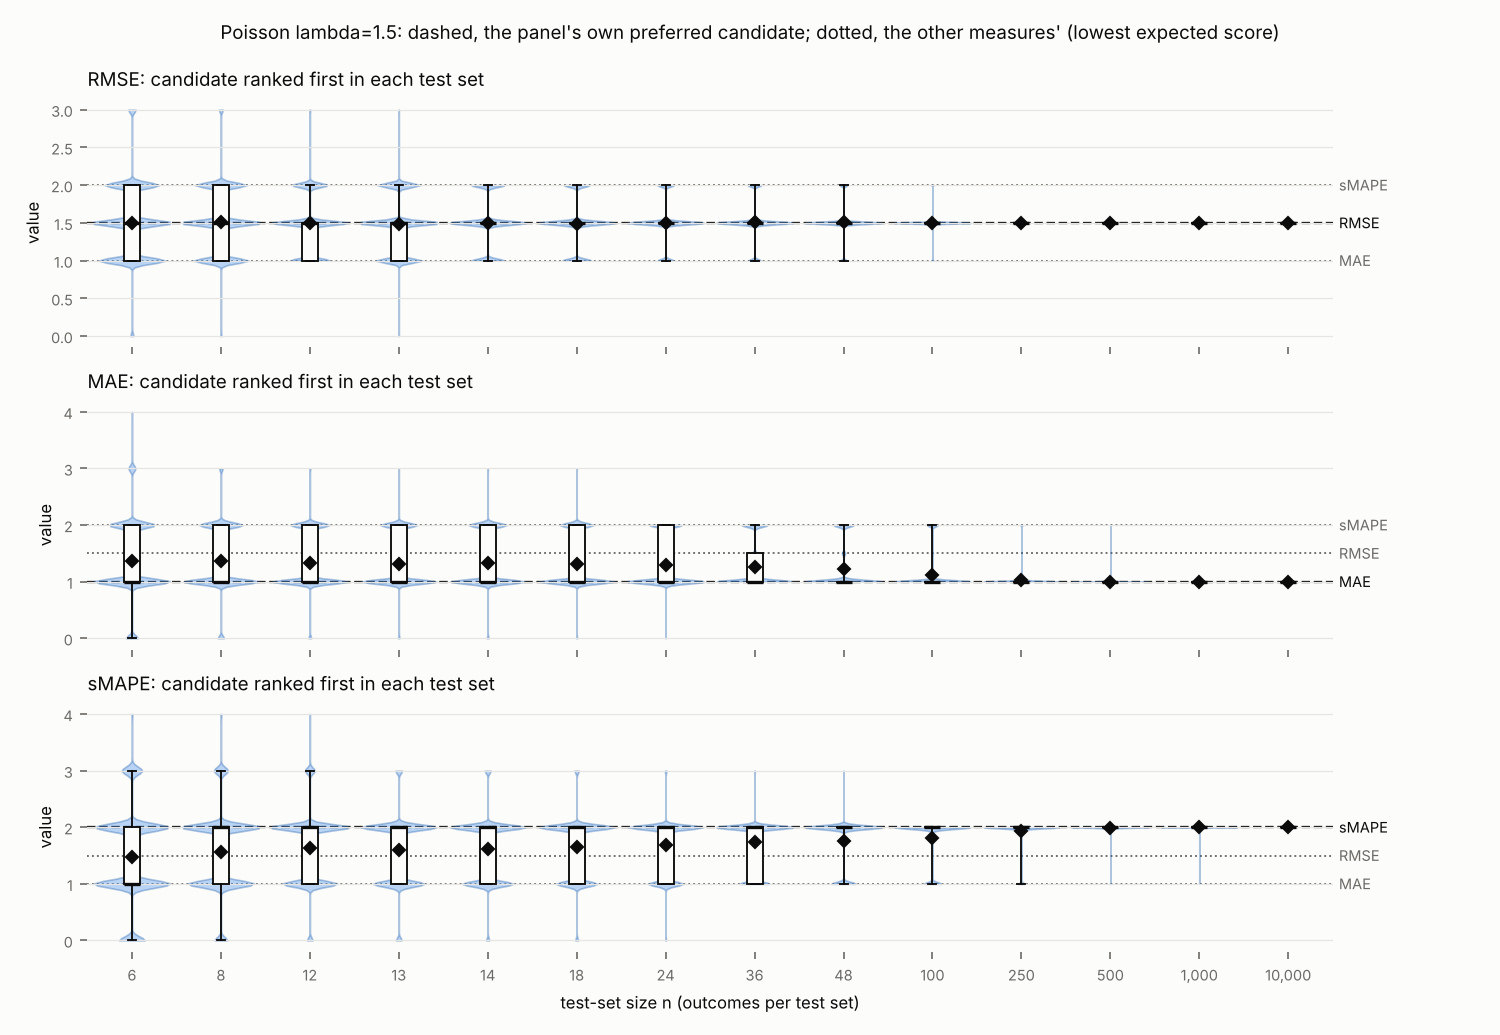 Poisson lambda=1.5: dashed, the panel's own preferred candidate; dotted, the other measures' (lowest expected score)
RMSE: candidate ranked first in each test set
3.0
2.5
2.0
1.5
1.0
0.5
0.0
value
sMAPE
RMSE
MAE
MAE: candidate ranked first in each test set
4
3
2
1
0
value
sMAPE
RMSE
MAE
sMAPE: candidate ranked first in each test set
4
3
2
1
0
value
sMAPE
RMSE
MAE
6 8 12 13 14 18 24 36 48 100 250 500 1,000 10,000
test-set size n (outcomes per test set)